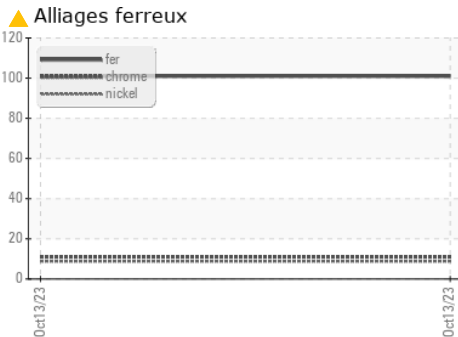 Alliages ferreux
120
100
80
60
40
20
0
fer
chrome
nickel
Oct13/23
Oct13/23